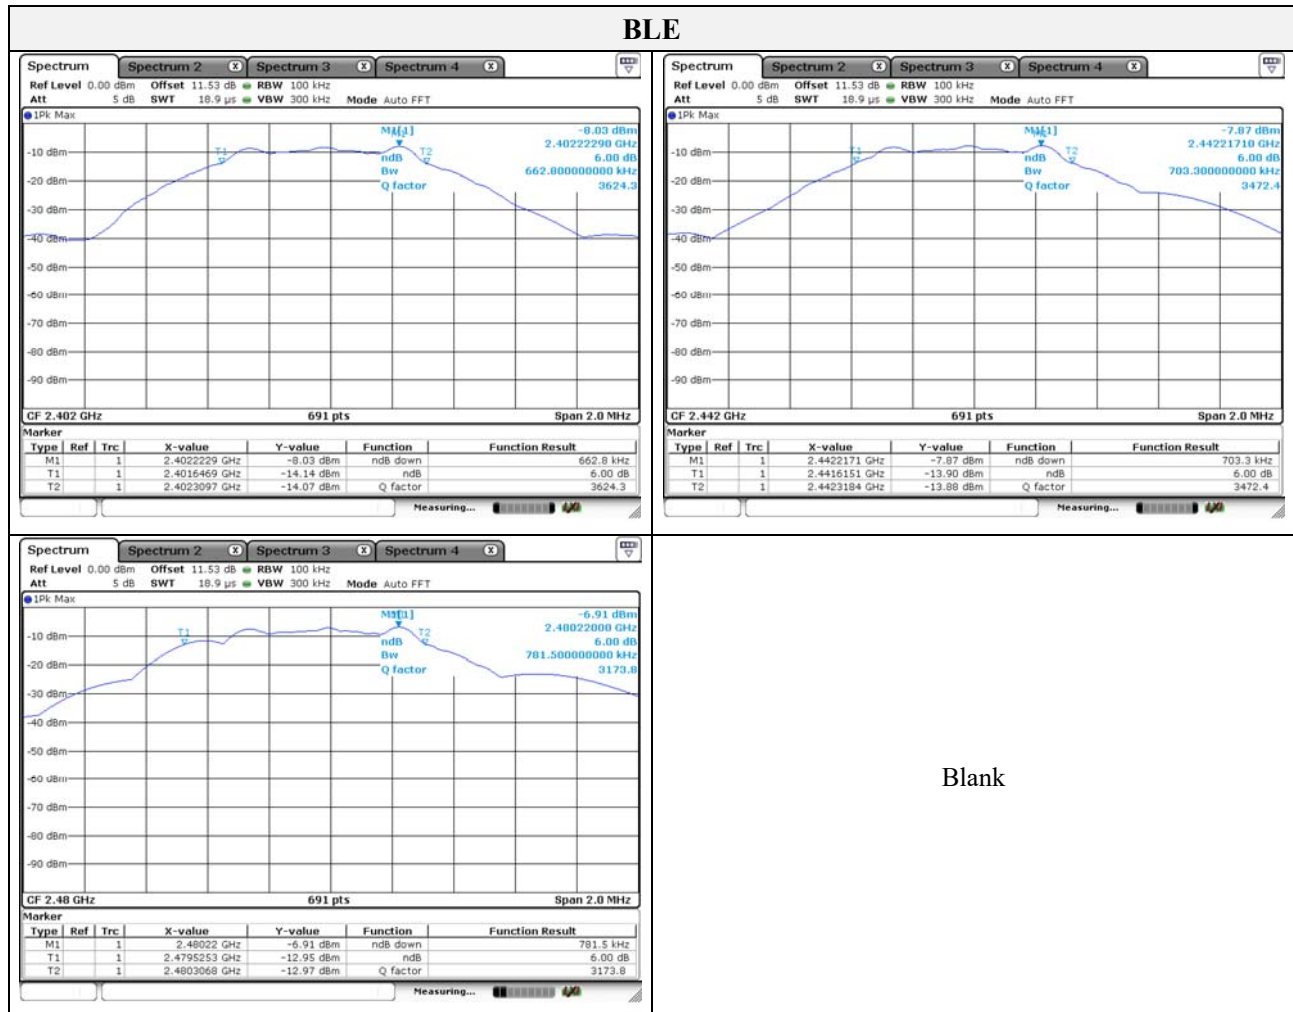 BLE
Spectrum Spectrum 2 X Spectrum 3 X Spectrum 4 X
Ref Level 0.00 dBm Offset 11.53 dB RBW 100 kHz
Att 5 dB SWT 18.9 µs VBW 300 kHz Mode Auto FFT
1Pk Max
M1[1] -8.03 dBm
2.40222290 GHz
ndB 6.00 dB
Bw 662.800000000 kHz
Q factor 3624.3
T1
T2
-10 dBm
-20 dBm
-30 dBm
-40 dBm
-50 dBm
-60 dBm
-70 dBm
-80 dBm
-90 dBm
CF 2.402 GHz 691 pts Span 2.0 MHz
Marker
Type Ref Trc X-value Y-value Function Function Result
M1 1 2.4022229 GHz -8.03 dBm ndB down 662.8 kHz
T1 1 2.4016469 GHz -14.14 dBm ndB 6.00 dB
T2 1 2.4023097 GHz -14.07 dBm Q factor 3624.3
Measuring...
Spectrum Spectrum 2 X Spectrum 3 X Spectrum 4 X
Ref Level 0.00 dBm Offset 11.53 dB RBW 100 kHz
Att 5 dB SWT 18.9 µs VBW 300 kHz Mode Auto FFT
1Pk Max
M1[1] -7.87 dBm
2.44221710 GHz
ndB 6.00 dB
Bw 703.300000000 kHz
Q factor 3472.4
T1
T2
-10 dBm
-20 dBm
-30 dBm
-40 dBm
-50 dBm
-60 dBm
-70 dBm
-80 dBm
-90 dBm
CF 2.442 GHz 691 pts Span 2.0 MHz
Marker
Type Ref Trc X-value Y-value Function Function Result
M1 1 2.4422171 GHz -7.87 dBm ndB down 703.3 kHz
T1 1 2.4416151 GHz -13.90 dBm ndB 6.00 dB
T2 1 2.4423184 GHz -13.88 dBm Q factor 3472.4
Measuring...
Spectrum Spectrum 2 X Spectrum 3 X Spectrum 4 X
Ref Level 0.00 dBm Offset 11.53 dB RBW 100 kHz
Att 5 dB SWT 18.9 µs VBW 300 kHz Mode Auto FFT
1Pk Max
M1[1] -6.91 dBm
2.48022000 GHz
ndB 6.00 dB
Bw 781.500000000 kHz
Q factor 3173.8
T1
T2
-10 dBm
-20 dBm
-30 dBm
-40 dBm
-50 dBm
-60 dBm
-70 dBm
-80 dBm
-90 dBm
CF 2.48 GHz 691 pts Span 2.0 MHz
Marker
Type Ref Trc X-value Y-value Function Function Result
M1 1 2.48022 GHz -6.91 dBm ndB down 781.5 kHz
T1 1 2.4795253 GHz -12.95 dBm ndB 6.00 dB
T2 1 2.4803068 GHz -12.97 dBm Q factor 3173.8
Measuring...
Blank